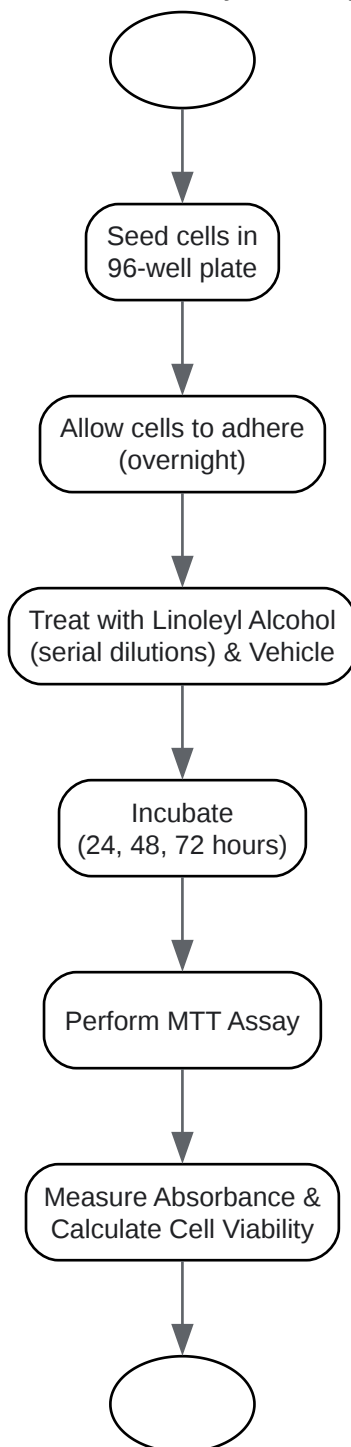 Seed cells in
96-well plate
Allow cells to adhere
(overnight)
Treat with Linoleyl Alcohol
(serial dilutions) & Vehicle
Incubate
(24, 48, 72 hours)
Perform MTT Assay
Measure Absorbance &
Calculate Cell Viability